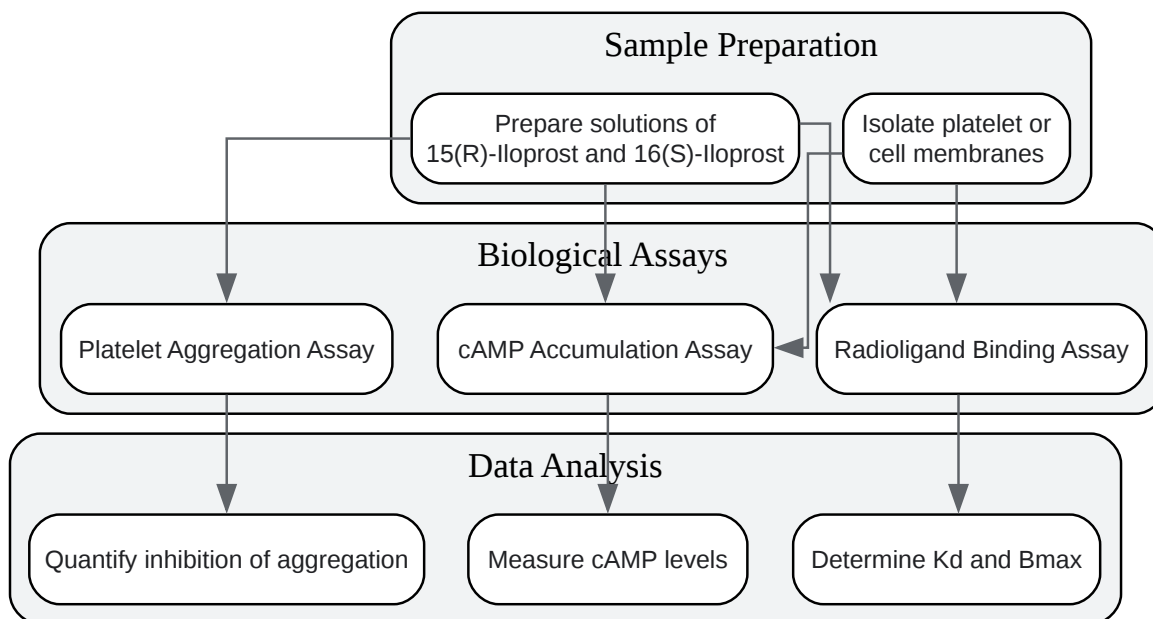 Sample Preparation
Prepare solutions of
15(R)-Iloprost and 16(S)-Iloprost
Isolate platelet or
cell membranes
Biological Assays
Platelet Aggregation Assay
cAMP Accumulation Assay
Radioligand Binding Assay
Data Analysis
Quantify inhibition of aggregation
Measure cAMP levels
Determine Kd and Bmax